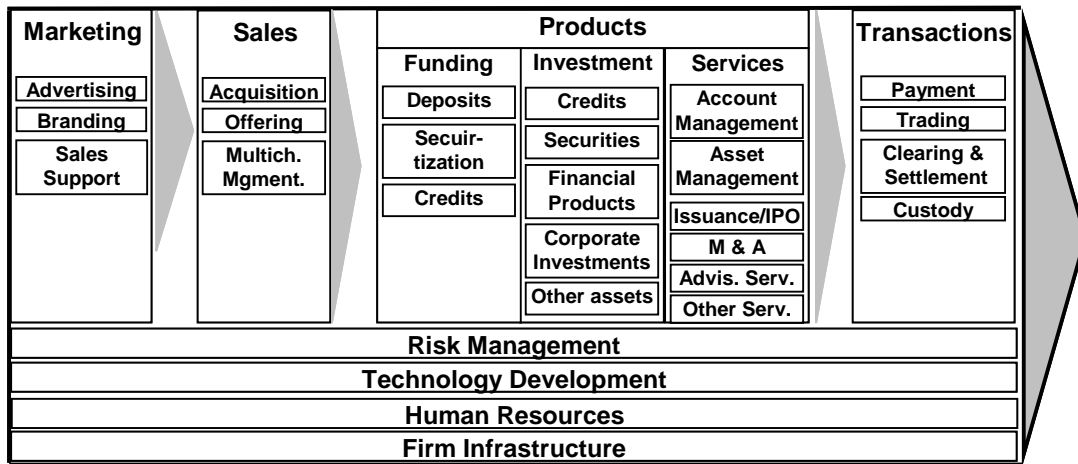 Marketing
Advertising
Branding
Sales
Support
Sales
Acquisition
Offering
Multich.
Mgment.
Products
Funding
Deposits
Secuir-
tization
Credits
Investment
Credits
Securities
Financial
Products
Corporate
Investments
Other assets
Services
Account
Management
Asset
Management
Issuance/IPO
M & A
Advis. Serv.
Other Serv.
Transactions
Payment
Trading
Clearing &
Settlement
Custody
Risk Management
Technology Development
Human Resources
Firm Infrastructure